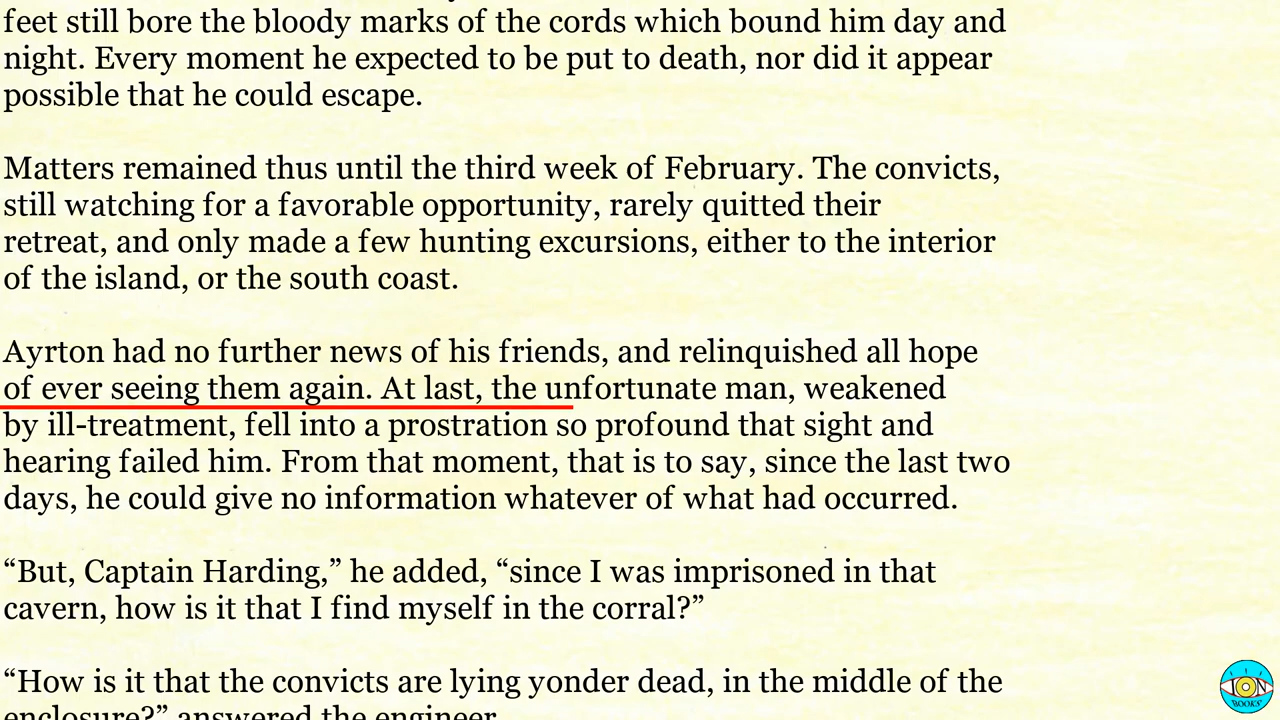 feet still bore the bloody marks of the cords which bound him day and
night. Every moment he expected to be put to death, nor did it appear
possible that he could escape.
Matters remained thus until the third week of February. The convicts,
still watching for a favorable opportunity, rarely quitted their
retreat, and only made a few hunting excursions, either to the interior
of the island, or the south coast.
Ayrton had no further news of his friends, and relinquished all hope
of ever seeing them again. At last, the unfortunate man, weakened
by ill-treatment, fell into a prostration so profound that sight and
hearing failed him. From that moment, that is to say, since the last two
days, he could give no information whatever of what had occurred.
“But, Captain Harding,” he added, “since I was imprisoned in that
cavern, how is it that I find myself in the corral?”
“How is it that the convicts are lying yonder dead, in the middle of the
enclosure?” answered the engineer.
ION
BOOKS